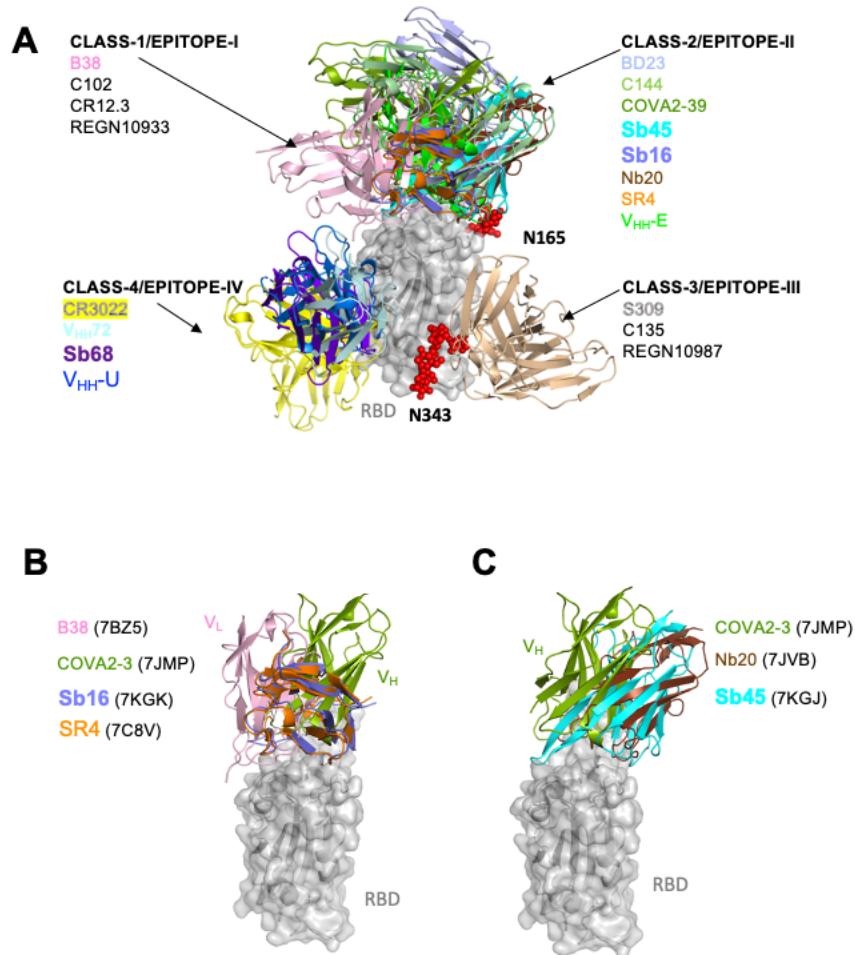 A
CLASS-1/EPITOPE-I
B38
C102
CR12.3
REGN10933
CLASS-2/EPITOPE-II
BD23
C144
COVA2-39
Sb45
Sb16
Nb20
SR4
VHH-E
N165
CLASS-4/EPITOPE-IV
CR3022
VHH72
Sb68
VHH-U
CLASS-3/EPITOPE-III
S309
C135
REGN10987
RBD
N343
B
B38 (7BZ5)
COVA2-3 (7JMP)
Sb16 (7KGK)
SR4 (7C8V)
VL
VH
RBD
C
VH
COVA2-3 (7JMP)
Nb20 (7JVB)
Sb45 (7KGJ)
RBD